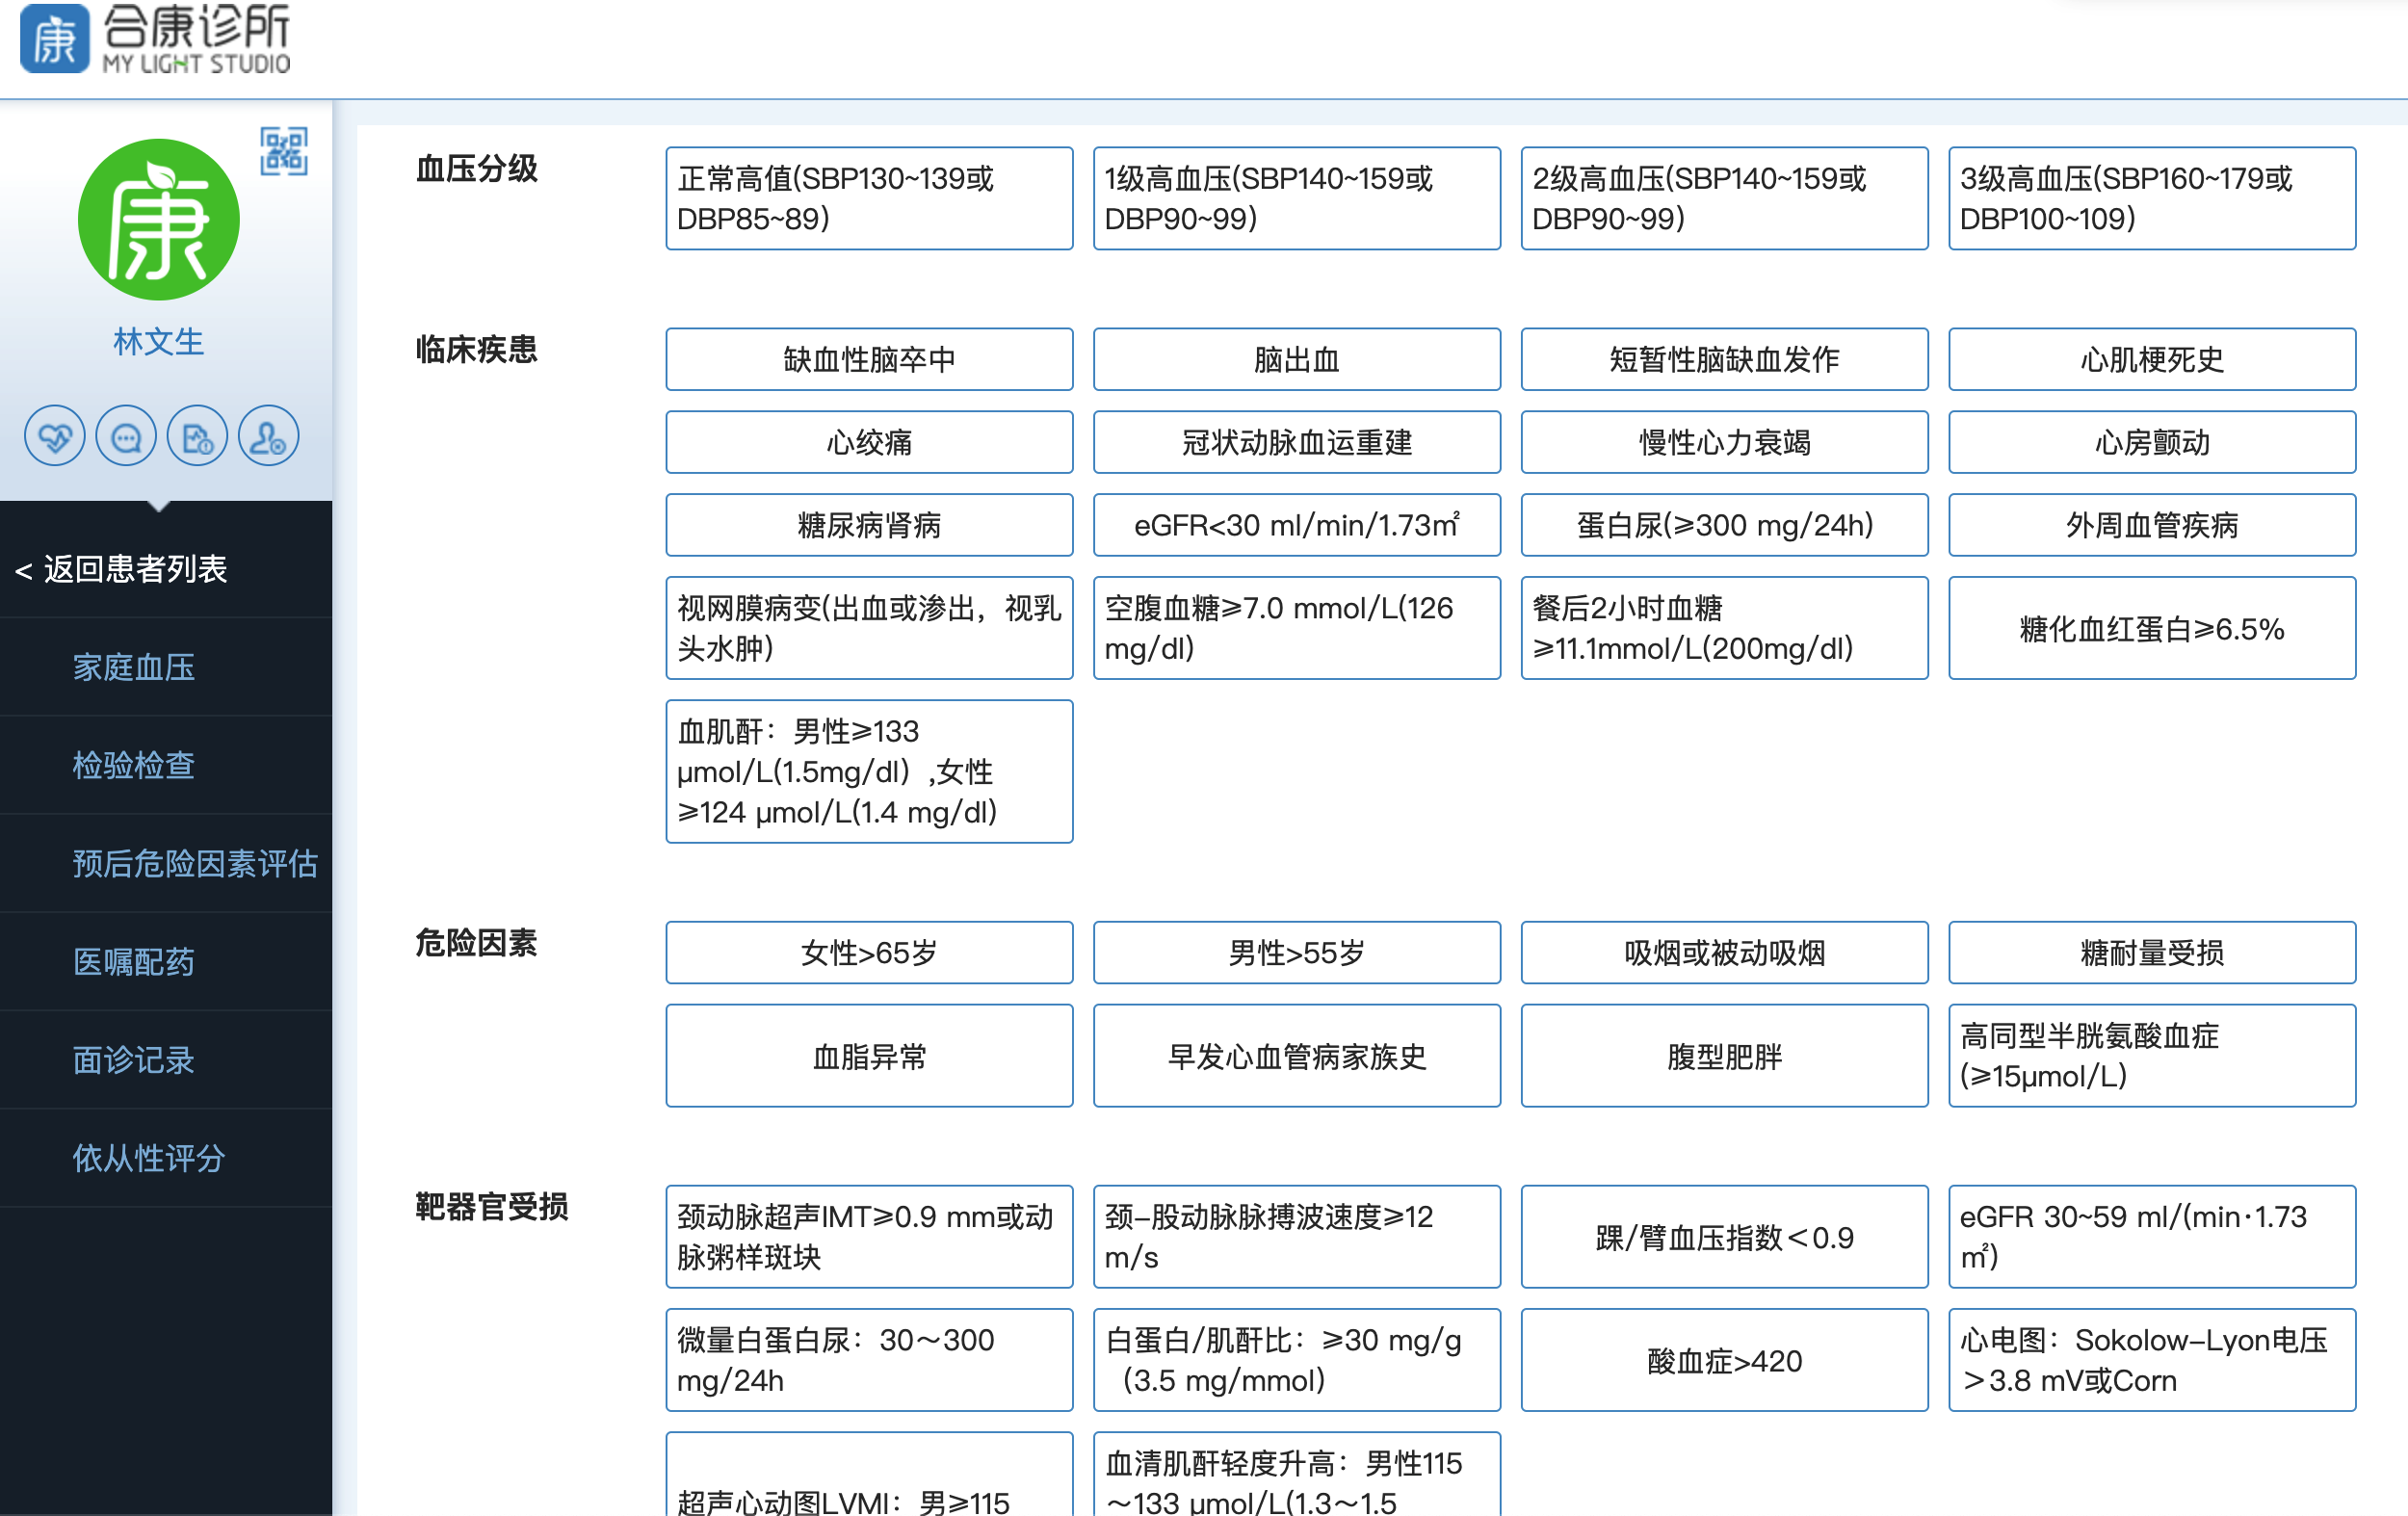 康 合康诊所
MY LIGHT STUDIO
康
林文生
< 返回患者列表
家庭血压
检验检查
预后危险因素评估
医嘱配药
面诊记录
依从性评分
血压分级
正常高值(SBP130~139或
DBP85~89)
1级高血压(SBP140~159或
DBP90~99)
2级高血压(SBP140~159或
DBP90~99)
3级高血压(SBP160~179或
DBP100~109)
临床疾患
缺血性脑卒中
脑出血
短暂性脑缺血发作
心肌梗死史
心绞痛
冠状动脉血运重建
慢性心力衰竭
心房颤动
糖尿病肾病
eGFR<30 ml/min/1.73㎡
蛋白尿(≥300 mg/24h)
外周血管疾病
视网膜病变(出血或渗出，视乳
头水肿)
空腹血糖≥7.0 mmol/L(126
mg/dl)
餐后2小时血糖
≥11.1mmol/L(200mg/dl)
糖化血红蛋白≥6.5%
血肌酐：男性≥133
μmol/L(1.5mg/dl）,女性
≥124 μmol/L(1.4 mg/dl)
危险因素
女性>65岁
男性>55岁
吸烟或被动吸烟
糖耐量受损
血脂异常
早发心血管病家族史
腹型肥胖
高同型半胱氨酸血症
(≥15μmol/L)
靶器官受损
颈动脉超声IMT≥0.9 mm或动
脉粥样斑块
颈–股动脉脉搏波速度≥12
m/s
踝/臂血压指数＜0.9
eGFR 30~59 ml/(min·1.73
㎡)
微量白蛋白尿：30～300
mg/24h
白蛋白/肌酐比：≥30 mg/g
（3.5 mg/mmol）
酸血症>420
心电图：Sokolow–Lyon电压
＞3.8 mV或Corn
超声心动图LVMI：男≥115
血清肌酐轻度升高：男性115
～133 μmol/L(1.3～1.5